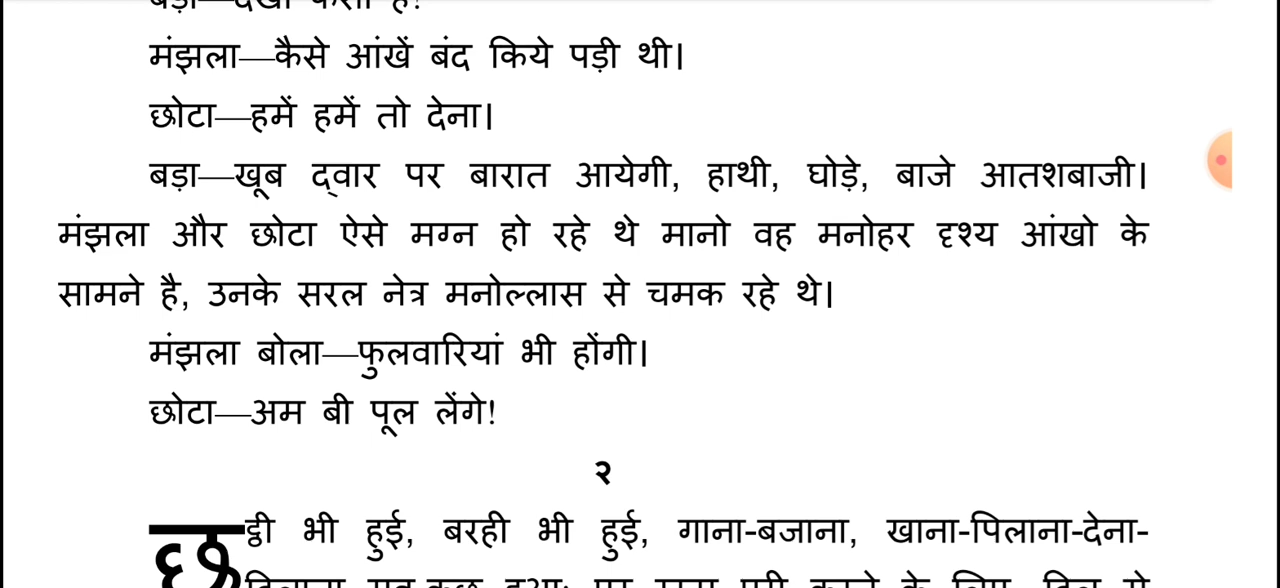 मंझला—कैसे आंखें बंद किये पड़ी थी।
छोटा—हमें हमें तो देना।
बड़ा—खूब द्‌वार पर बारात आयेगी, हाथी, घोड़े, बाजे आतशबाजी।
मंझला और छोटा ऐसे मग्न हो रहे थे मानो वह मनोहर दृश्य आंखो के
सामने है, उनके सरल नेत्र मनोल्लास से चमक रहे थे।
मंझला बोला—फुलवारियां भी होंगी।
छोटा—अम बी पूल लेंगे!
२
छट्ठी भी हुई, बरही भी हुई, गाना-बजाना, खाना-पिलाना-देना-